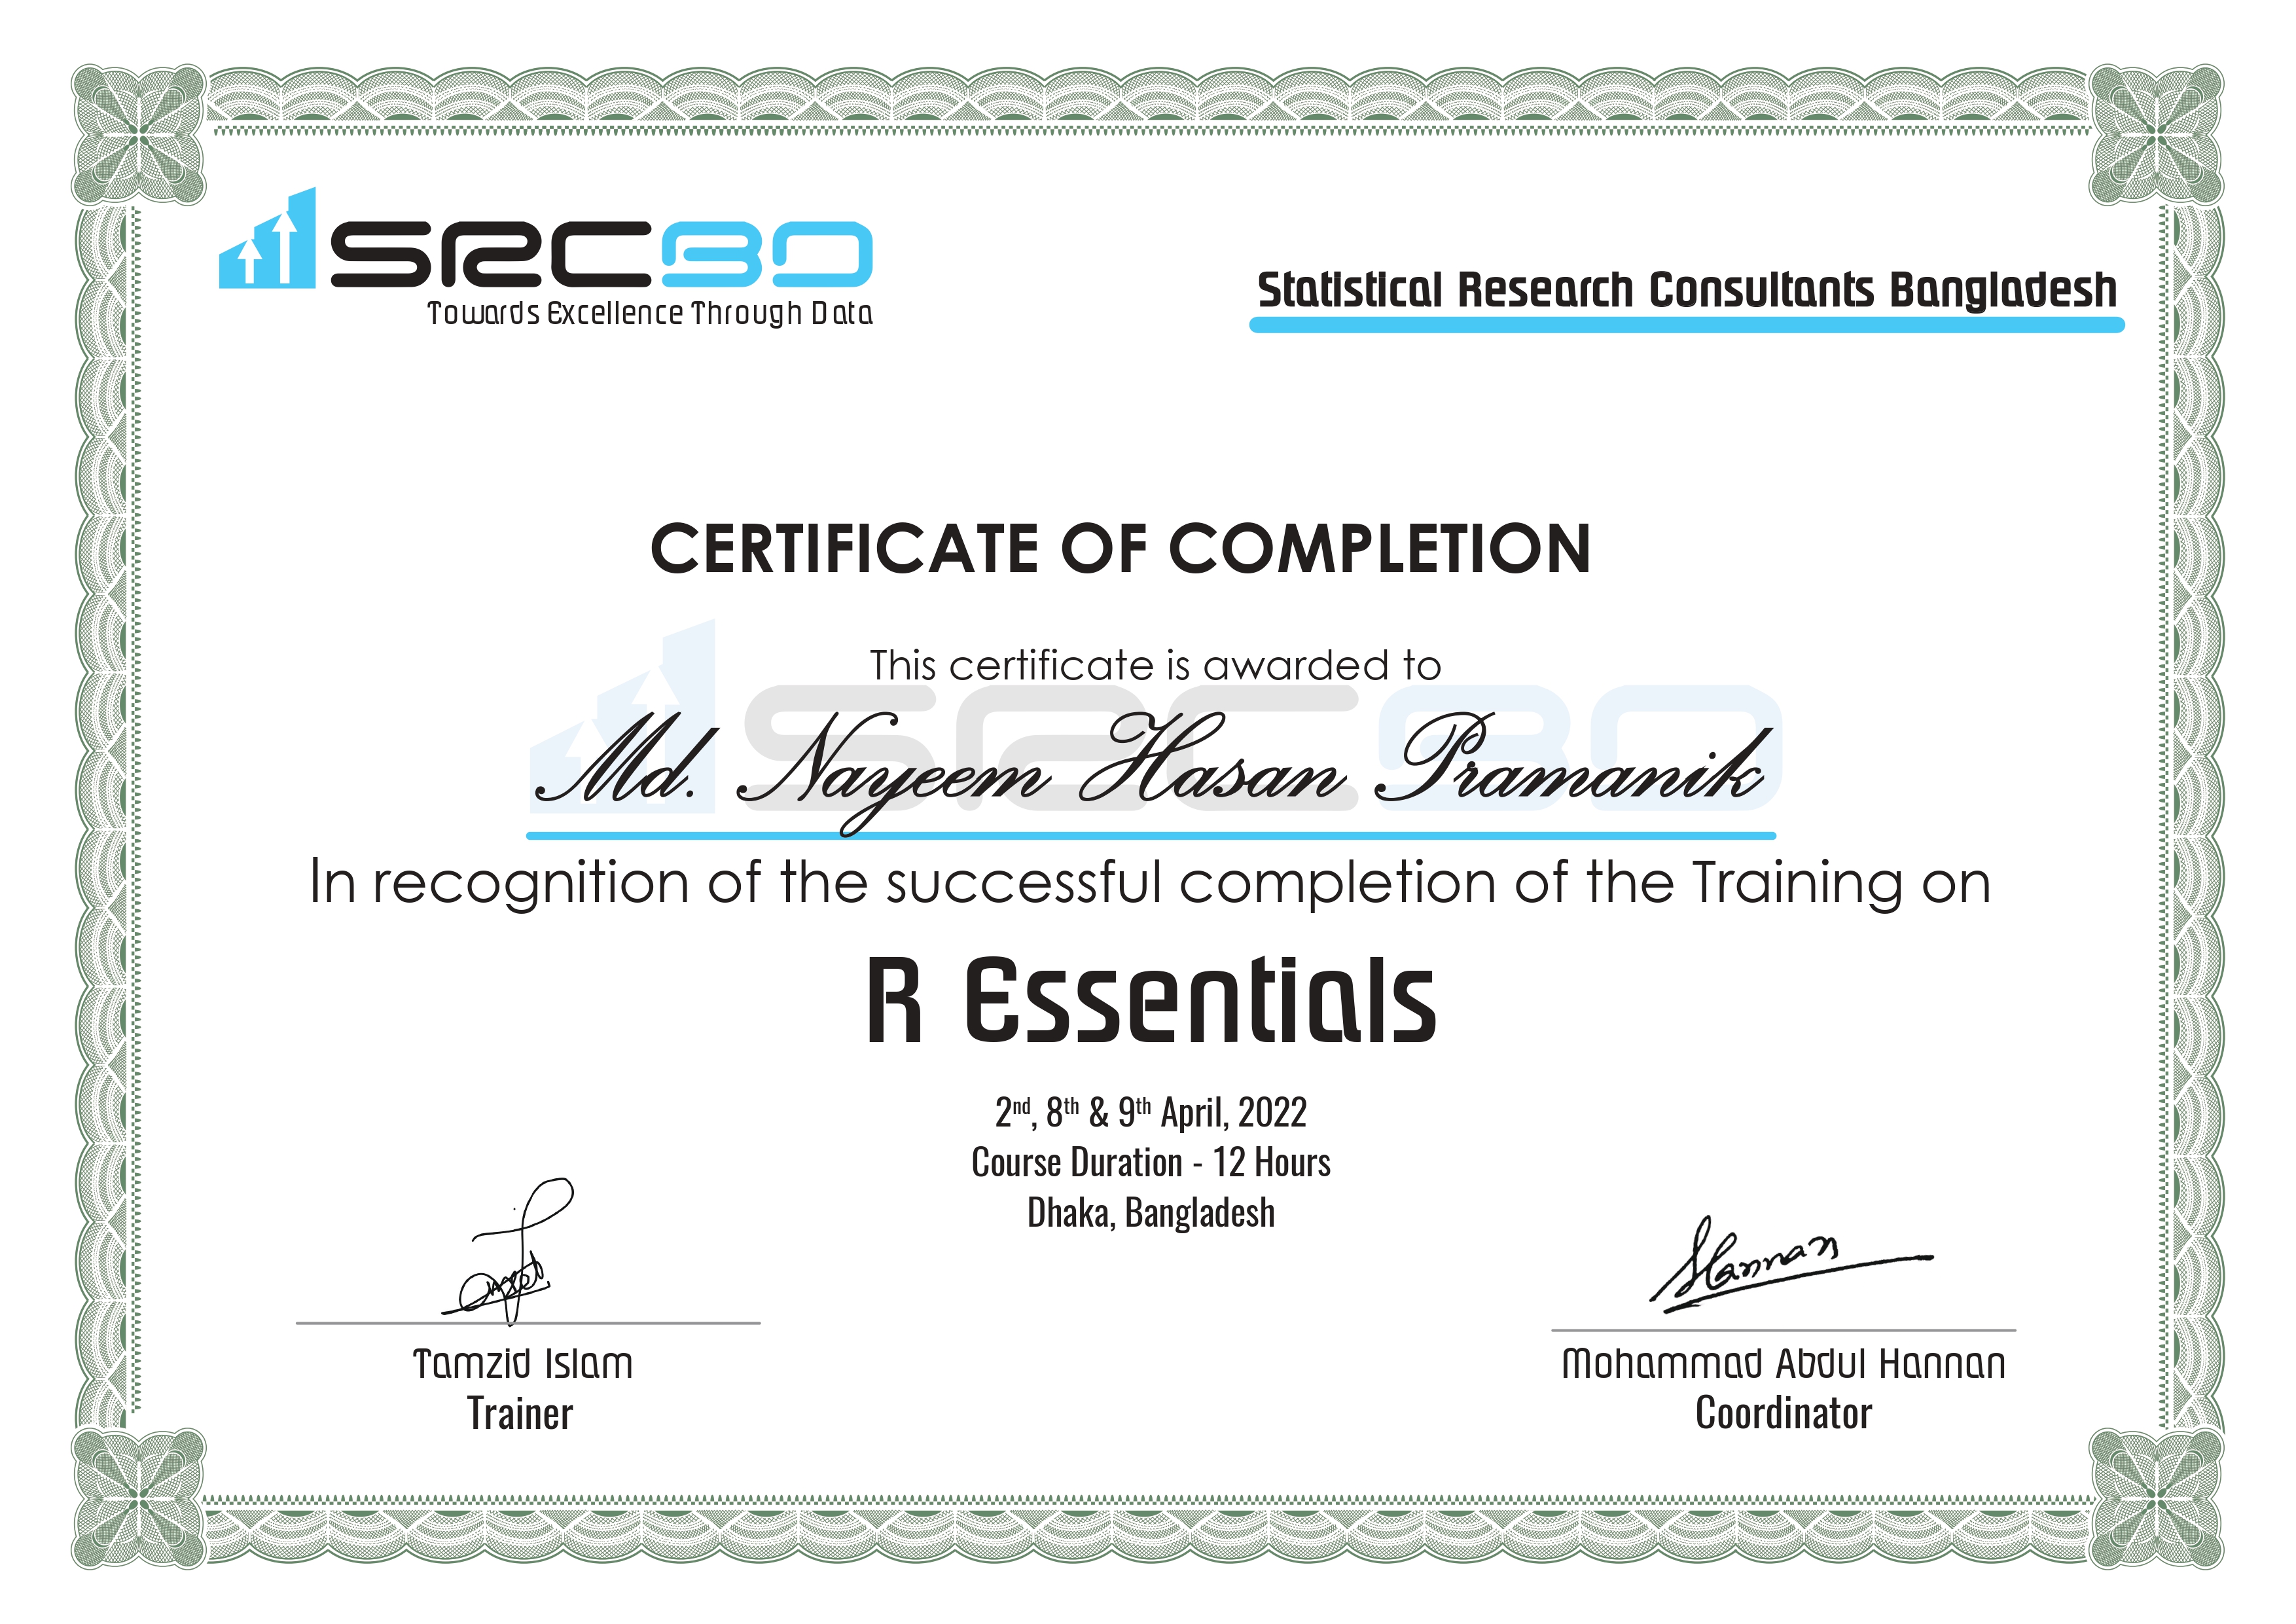 SRCBD
Towards Excellence Through Data
Statistical Research Consultants Bangladesh
CERTIFICATE OF COMPLETION
This certificate is awarded to
SRCBD
Md. Nayeem Hasan Pramanik
In recognition of the successful completion of the Training on
R Essentials
2nd, 8th & 9th April, 2022
Course Duration - 12 Hours
Dhaka, Bangladesh
Hannan
Tamzid Islam
Trainer
Mohammad Abdul Hannan
Coordinator